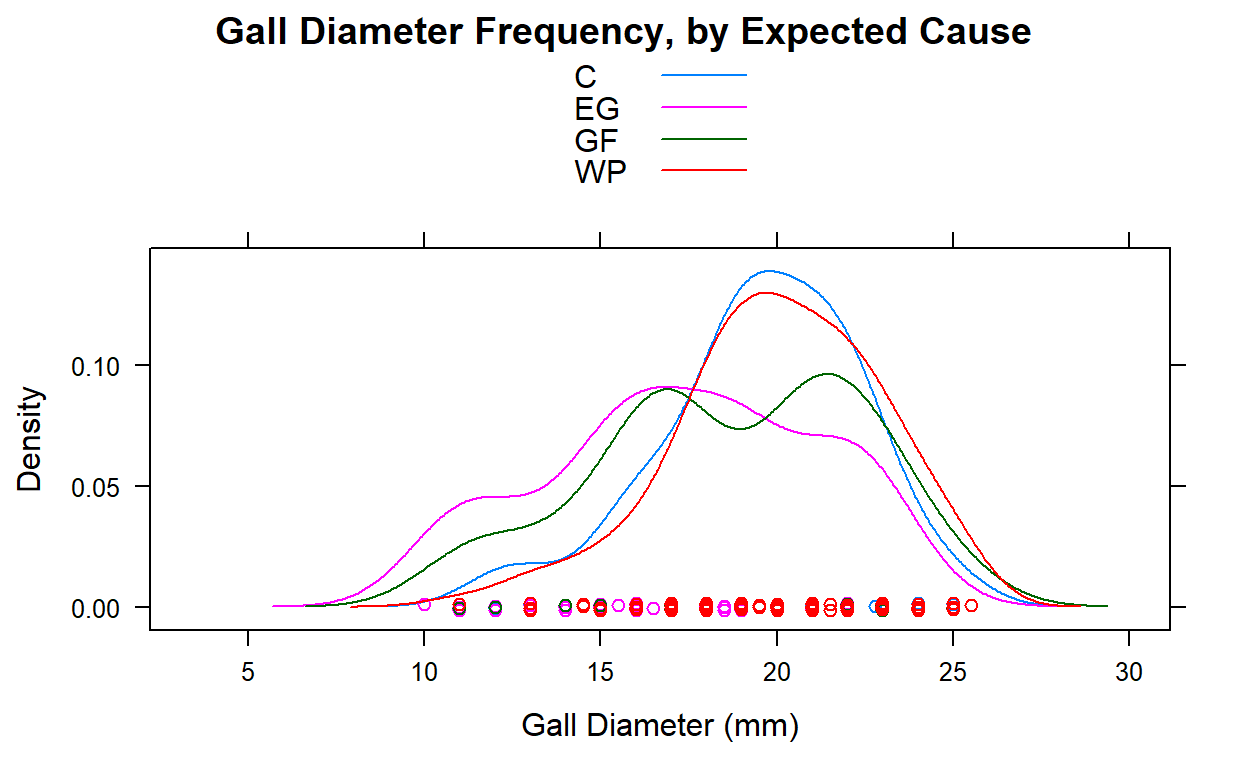 Gall Diameter Frequency, by Expected Cause
C
EG
GF
WP
Density
0.10
0.05
0.00
5 10 15 20 25 30
Gall Diameter (mm)